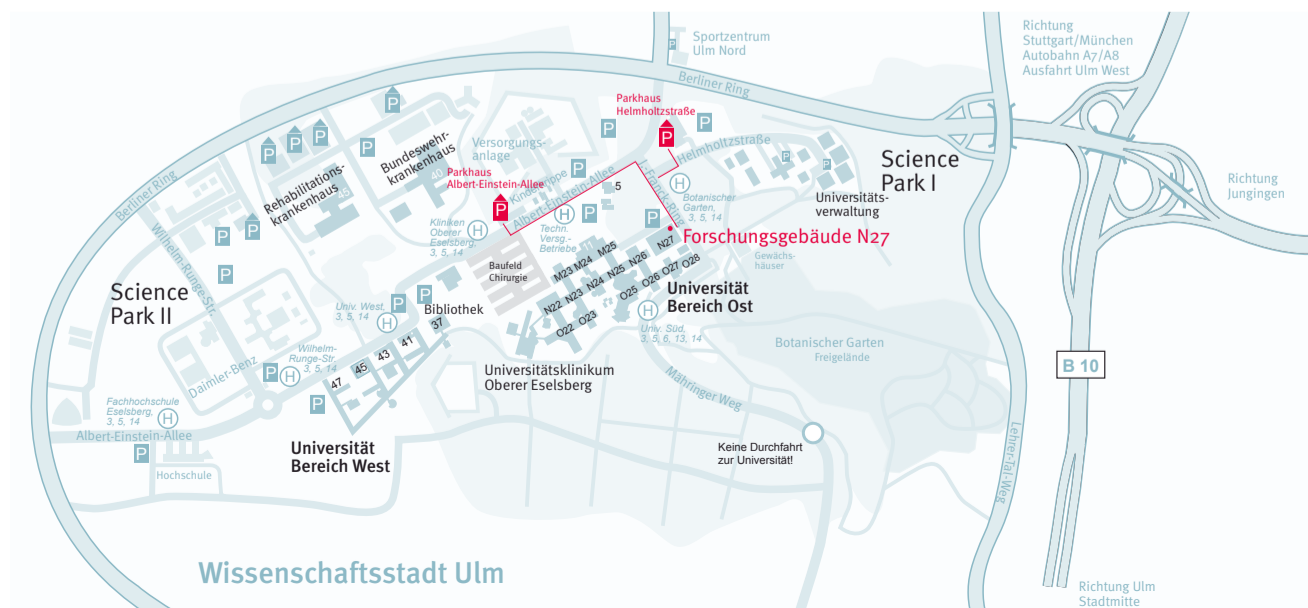 Sportzentrum
Ulm Nord
Richtung
Stuttgart/München
Autobahn A7/A8
Ausfahrt Ulm West
Berliner Ring
Parkhaus
Helmholtzstraße
P
P
P
P
P
P
P
P
P
Versorgungs-
anlage
Bundeswehr-
krankenhaus
40
Rehabilitations-
krankenhaus
45
Parkhaus
Albert-Einstein-Allee
P
Kinderkrippe
P
Albert-Einstein-Allee
5
J.-Franck-Ring
Helmholtzstraße
P
P
P
Science
Park I
Universitäts-
verwaltung
Richtung
Jungingen
Berliner Ring
Wilhelm-Runge-Str.
P
P
P
P
Kliniken
Oberer
Eselsberg,
3, 5, 14
H
H
Techn.
Versg.-
Betriebe
P
P
H
Botanischer
Garten,
3, 5, 14
Forschungsgebäude N27
Gewächs-
häuser
Baufeld
Chirurgie
M23
M24
M25
N22
N23
N24
N25
N26
N27
O22
O23
O25
O26
O27
O28
Universität
Bereich Ost
H
Univ. Süd,
3, 5, 6, 13, 14
Science
Park II
Univ. West,
3, 5, 14
H
P
P
Bibliothek
37
41
43
45
47
Universitätsklinikum
Oberer Eselsberg
Botanischer Garten
Freigelände
B 10
Wilhelm-
Runge-Str.
3, 5, 14
P
H
Daimler-Benz
Mähringer Weg
Fachhochschule
Eselsberg,
3, 5, 14
H
P
Albert-Einstein-Allee
P
Hochschule
Universität
Bereich West
Keine Durchfahrt
zur Universität!
Lehrer-Tal-Weg
Wissenschaftsstadt Ulm
Richtung Ulm
Stadtmitte